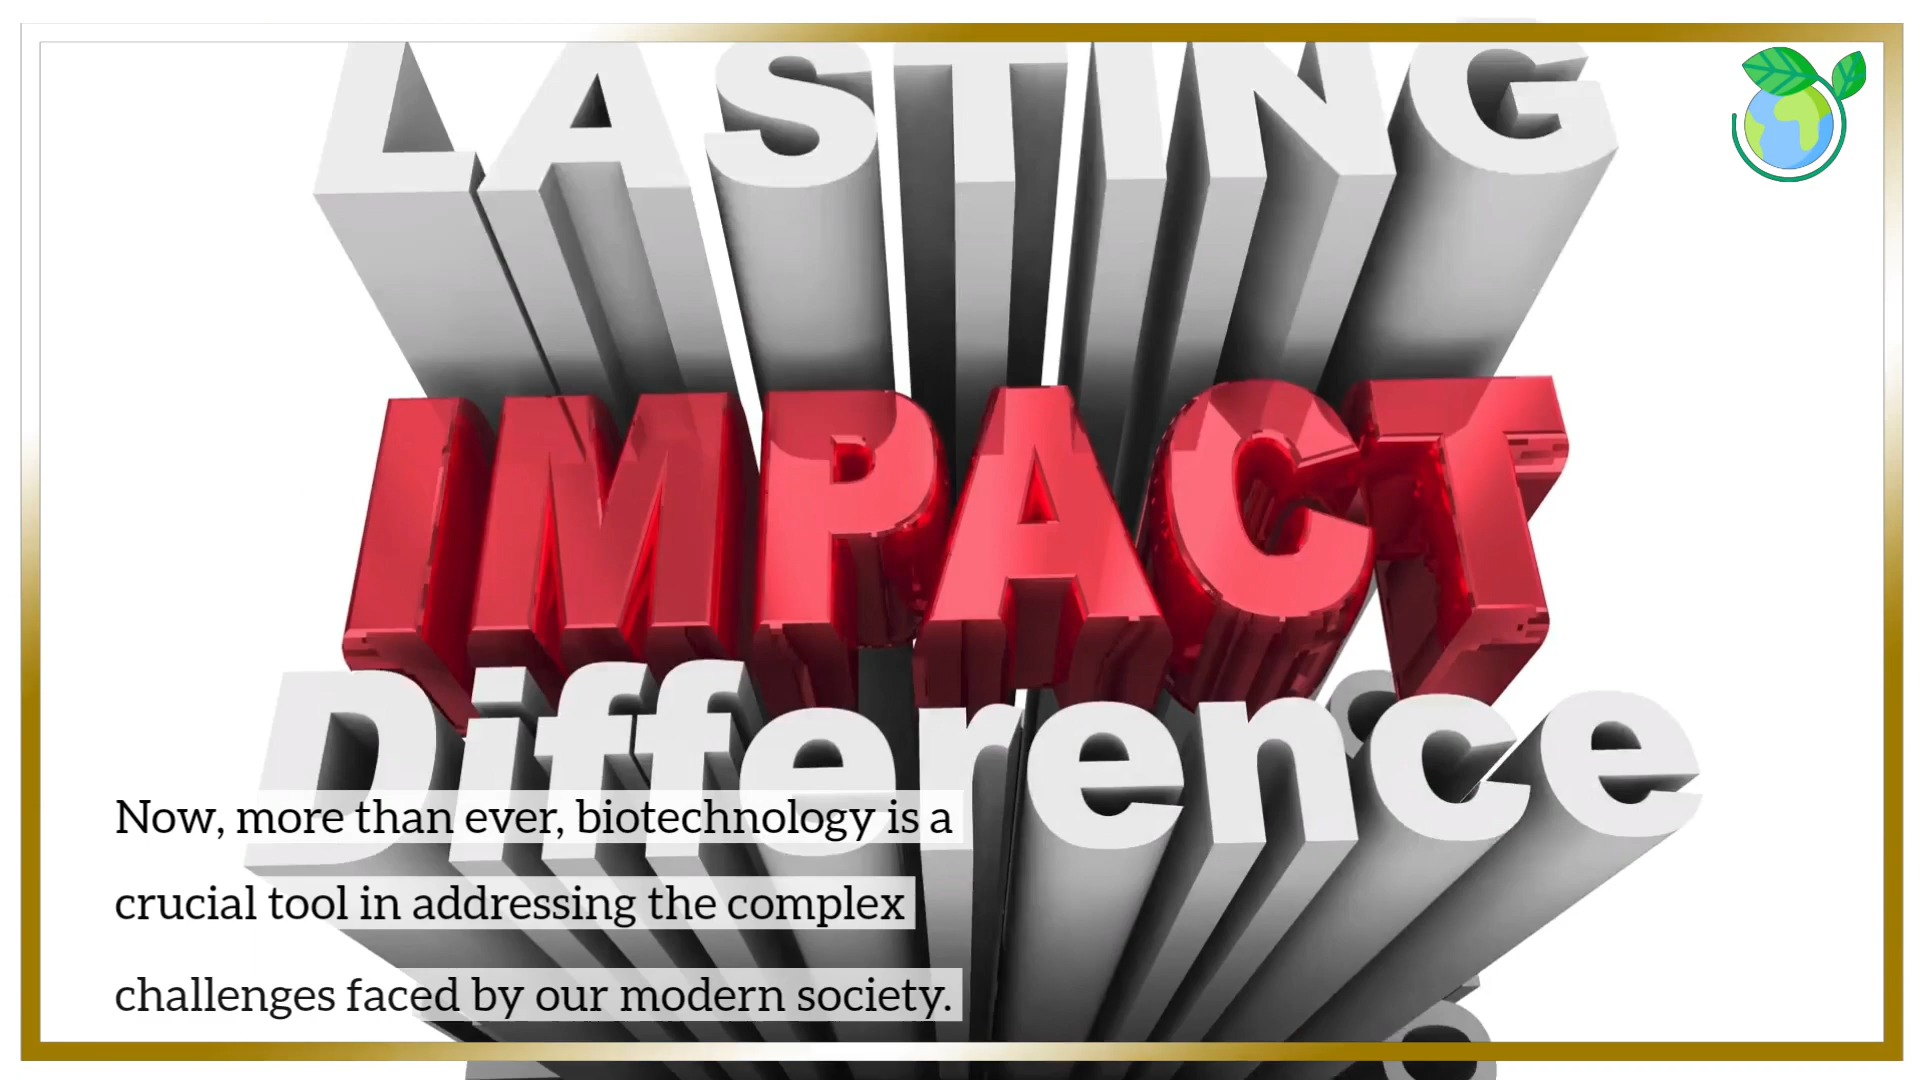 LASTING
IMPACT
Difference
Now, more than ever, biotechnology is a
crucial tool in addressing the complex
challenges faced by our modern society.